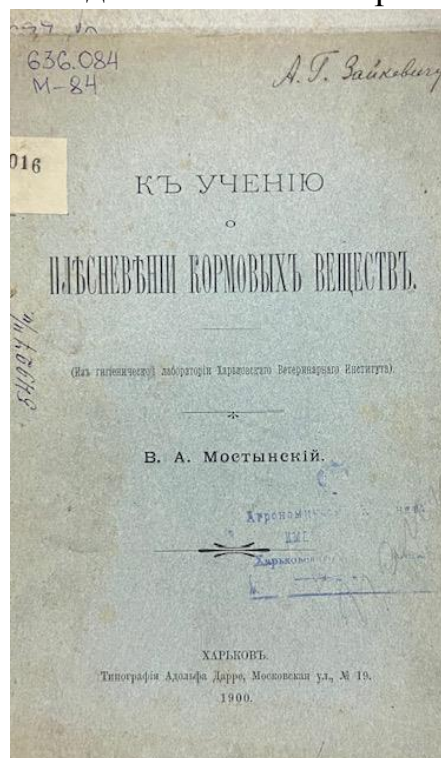 636.084
М-84
А. Г. Зайкевичу
016
КЪ УЧЕНІЮ
О
ПЛѢСНЕВѢНІИ КОРМОВЫХЪ ВЕЩЕСТВЪ.
(Изъ гигіенической лабораторіи Харьковскаго Ветеринарнаго Института).
В. А. Мостынскій.
ХАРЬКОВЪ.
Типографія Адольфа Дарре, Московская ул., № 19.
1900.